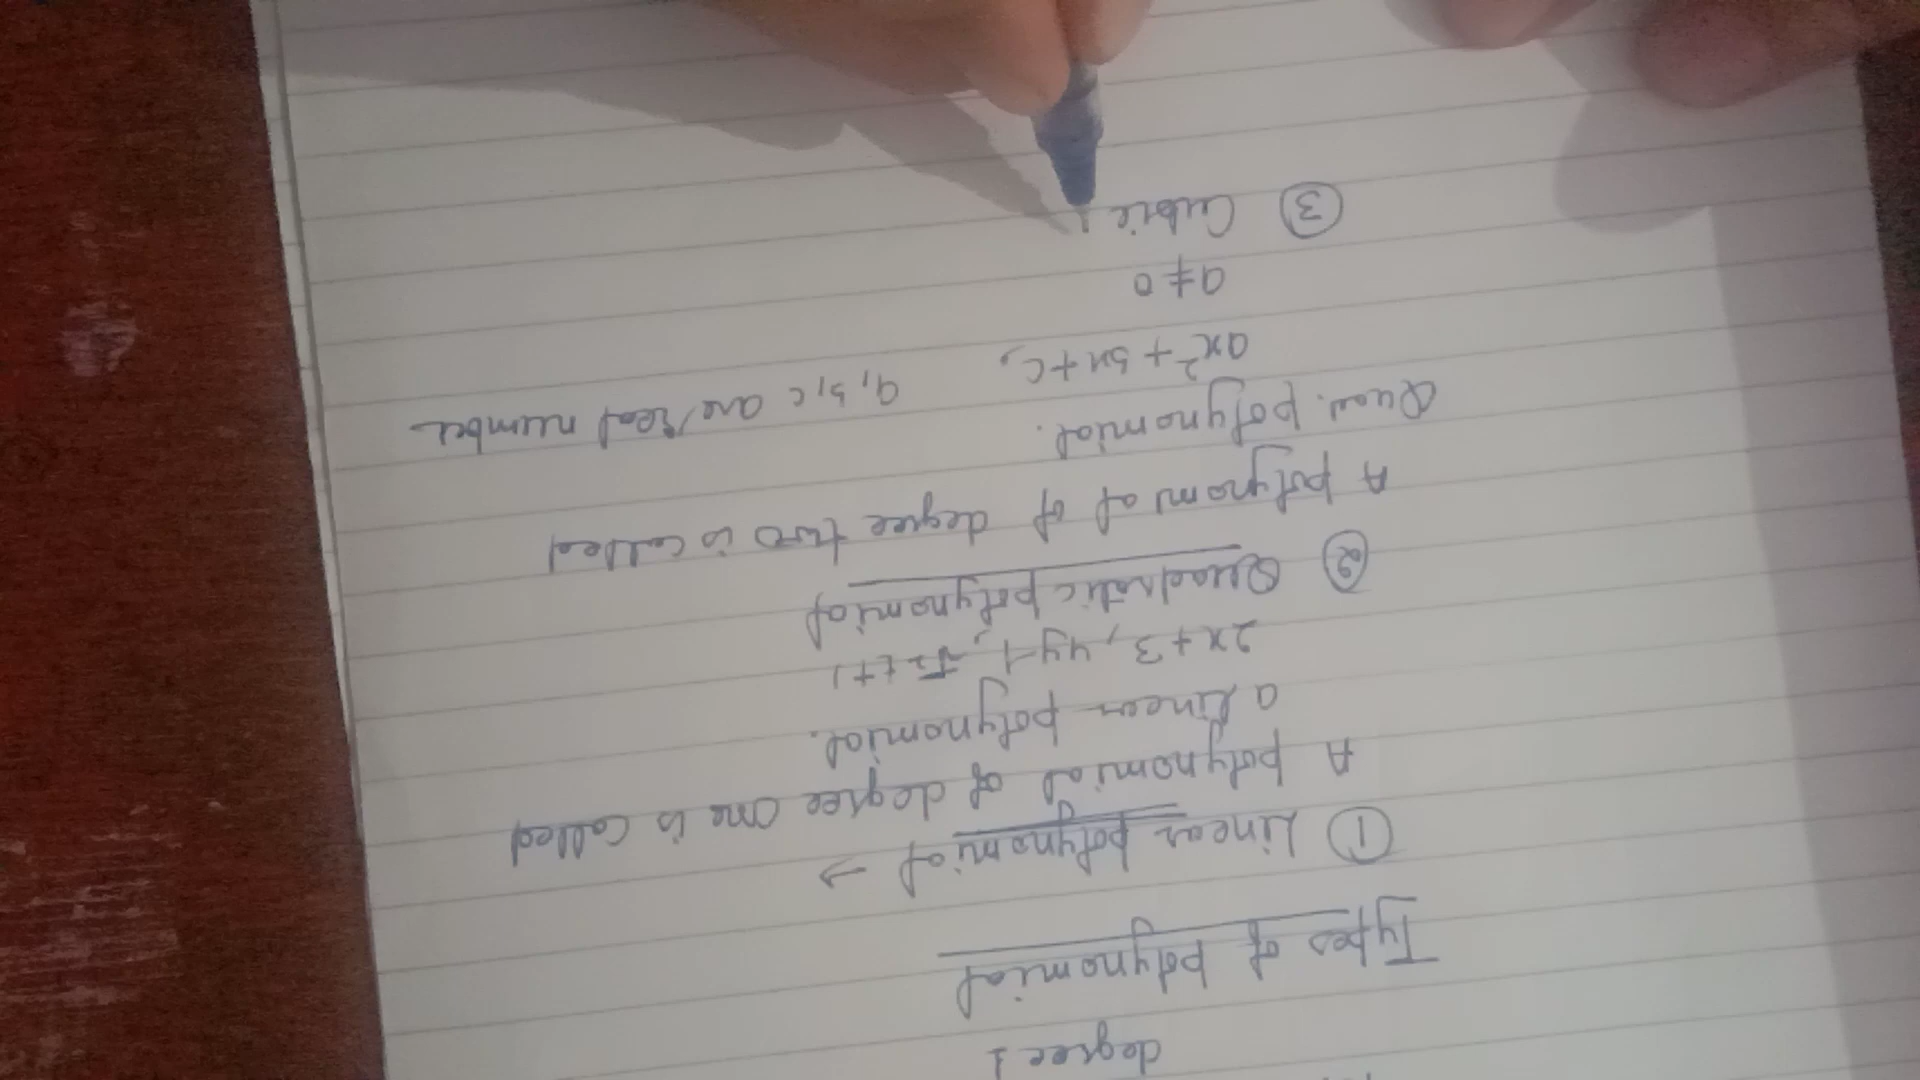 degree 1
Types of polynomial
① Linear polynomial →
A polynomial of degree one is called
a linear polynomial.
2x+3, 4y-1, √2t+1
② Quadratic polynomial
A polynomial of degree two is called
Quad. polynomial.
ax²+bx+c, a,b,c are real number
a≠0
③ Cubic